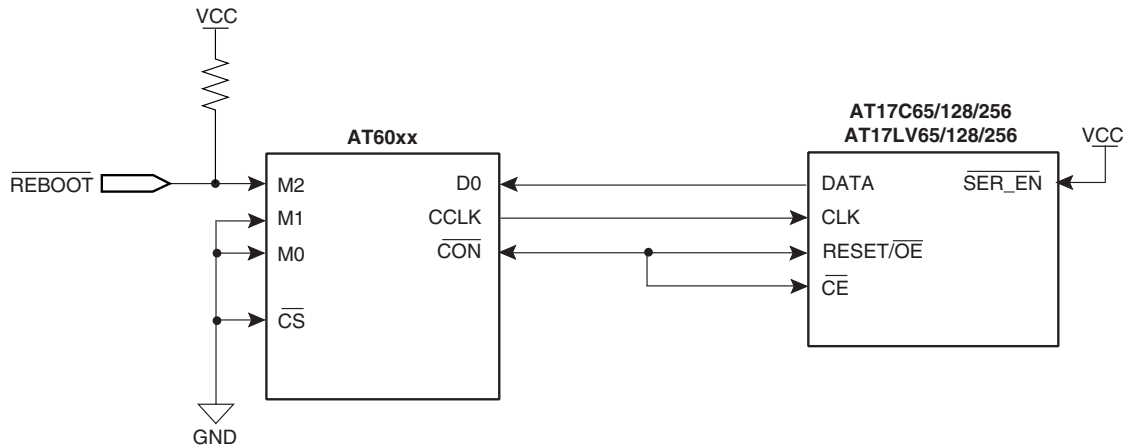 VCC
AT60xx
AT17C65/128/256
AT17LV65/128/256
VCC
REBOOT
M2
D0
DATA
SER_EN
M1
CCLK
CLK
M0
CON
RESET/OE
CE
CS
GND